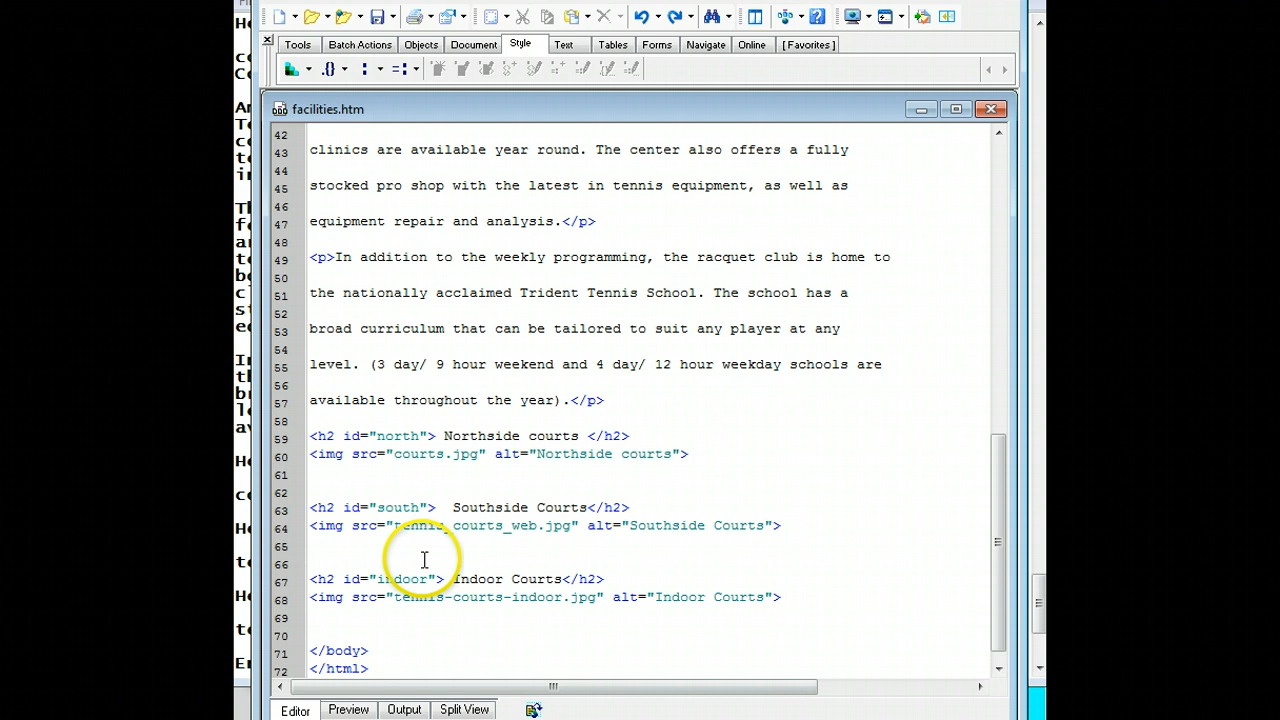 Tools Batch Actions Objects Document Style Text Tables Forms Navigate Online [Favorites]
facilities.htm
42
43 clinics are available year round. The center also offers a fully
44
45 stocked pro shop with the latest in tennis equipment, as well as
46
47 equipment repair and analysis.</p>
48
49 <p>In addition to the weekly programming, the racquet club is home to
50
51 the nationally acclaimed Trident Tennis School. The school has a
52
53 broad curriculum that can be tailored to suit any player at any
54
55 level. (3 day/ 9 hour weekend and 4 day/ 12 hour weekday schools are
56
57 available throughout the year).</p>
58
59 <h2 id="north"> Northside courts </h2>
60 <img src="courts.jpg" alt="Northside courts">
61
62
63 <h2 id="south">  Southside Courts</h2>
64 <img src="tennis_courts_web.jpg" alt="Southside Courts">
65
66
67 <h2 id="indoor"> Indoor Courts</h2>
68 <img src="tennis-courts-indoor.jpg" alt="Indoor Courts">
69
70
71 </body>
72 </html>
Editor Preview Output Split View